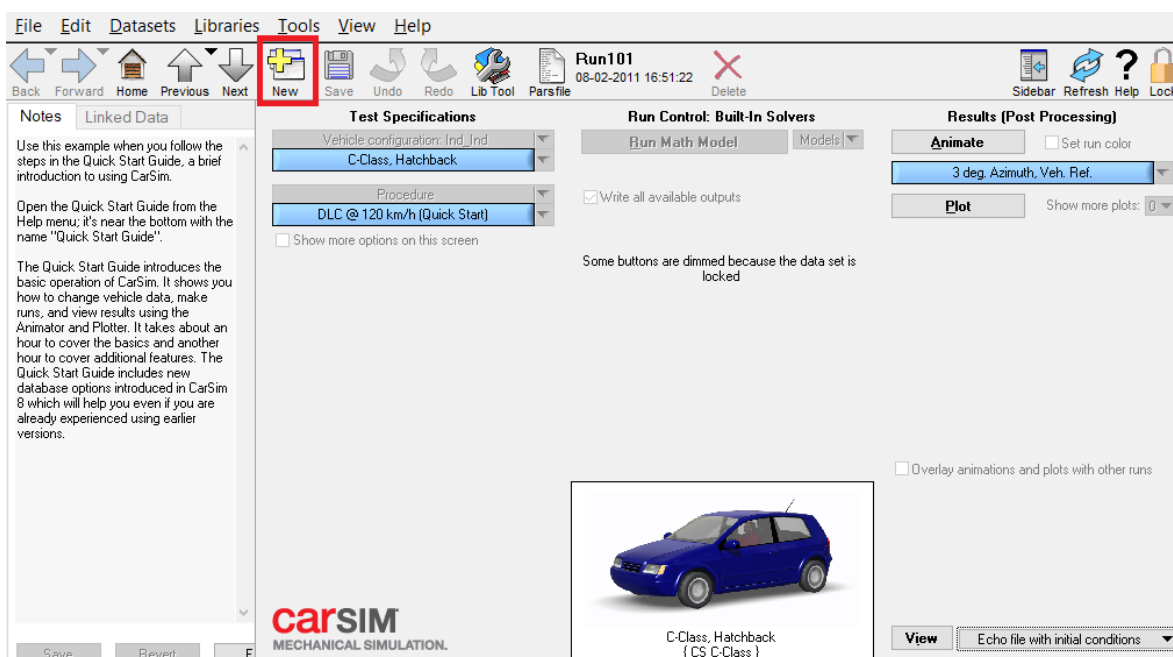 File Edit Datasets Libraries Tools View Help
Back Forward Home Previous Next New Save Undo Redo Lib Tool Parsfile
Run101
08-02-2011 16:51:22
Delete Sidebar Refresh Help Lock
Notes Linked Data
Use this example when you follow the
steps in the Quick Start Guide, a brief
introduction to using CarSim.
Open the Quick Start Guide from the
Help menu; it's near the bottom with the
name "Quick Start Guide".
The Quick Start Guide introduces the
basic operation of CarSim. It shows you
how to change vehicle data, make
runs, and view results using the
Animator and Plotter. It takes about an
hour to cover the basics and another
hour to cover additional features. The
Quick Start Guide includes new
database options introduced in CarSim
8 which will help you even if you are
already experienced using earlier
versions.
Save Revert
Test Specifications
Vehicle configuration: Ind_Ind
C-Class, Hatchback
Procedure
DLC @ 120 km/h (Quick Start)
Show more options on this screen
carSIM
MECHANICAL SIMULATION.
Run Control: Built-In Solvers
Run Math Model Models
Write all available outputs
Some buttons are dimmed because the data set is
locked
C-Class, Hatchback
{ CS C-Class }
Results (Post Processing)
Animate Set run color
3 deg. Azimuth, Veh. Ref.
Plot Show more plots: 0
Overlay animations and plots with other runs
View Echo file with initial conditions